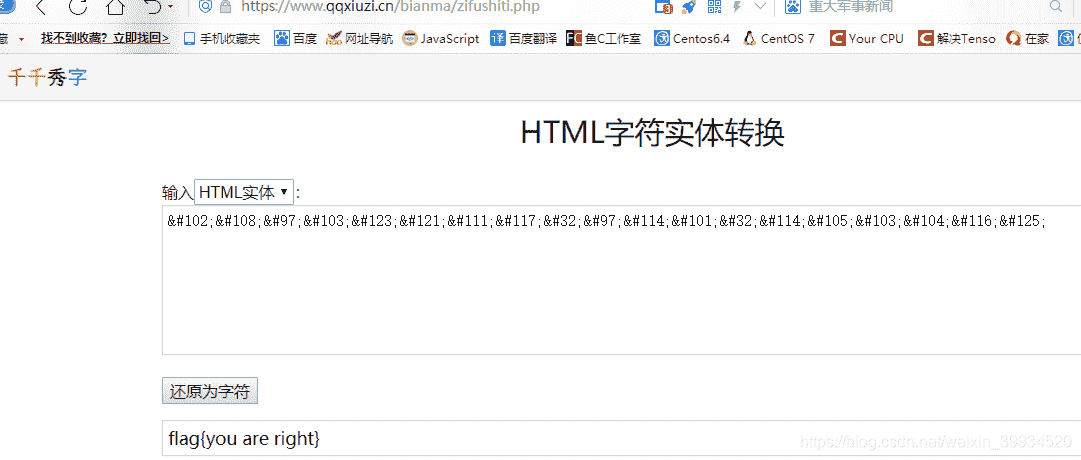 https://www.qqxiuzi.cn/bianma/zifushiti.php 重大军事新闻
藏 找不到收藏? 立即找回> 手机收藏夹 百度 网址导航 JavaScript 百度翻译 鱼C工作室 Centos6.4 CentOS 7 Your CPU 解决Tenso 在家
千千秀字
HTML字符实体转换
输入 HTML实体 :
&#102;&#108;&#97;&#103;&#123;&#121;&#111;&#117;&#32;&#97;&#114;&#101;&#32;&#114;&#105;&#103;&#104;&#116;&#125;
还原为字符
flag{you are right}
https://blog.csdn.net/weixin_39934520